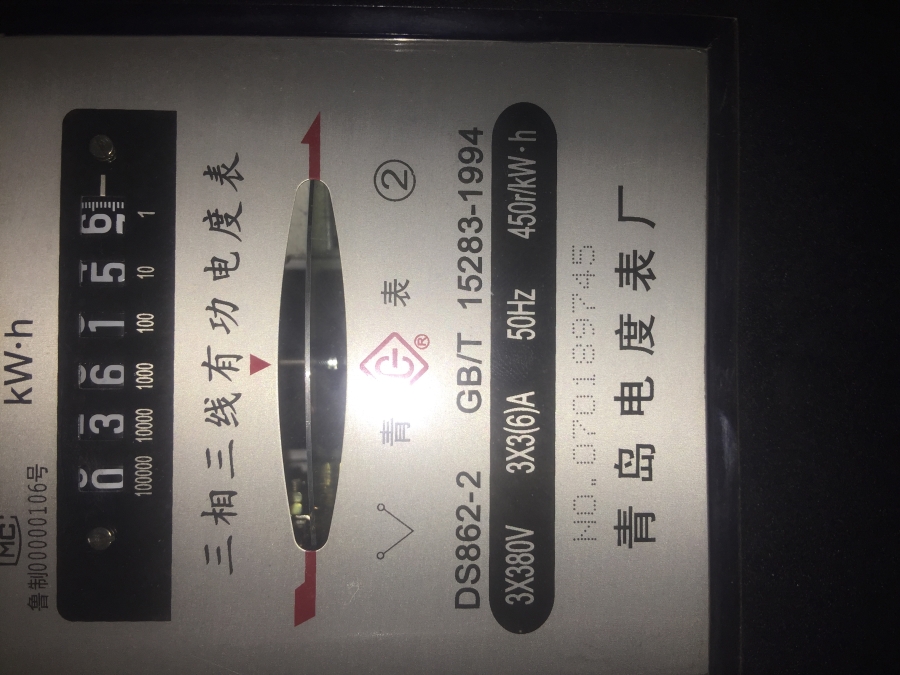 MC
鲁制00000106号 kW·h
0 3 6 1 5 6
100000 10000 1000 100 10 1
三相三线有功电度表
青 G ® 表 ②
DS862-2 GB/T 15283-1994
3X380V 3X3(6)A 50Hz 450r/kW·h
NO.070189745
青岛电度表厂